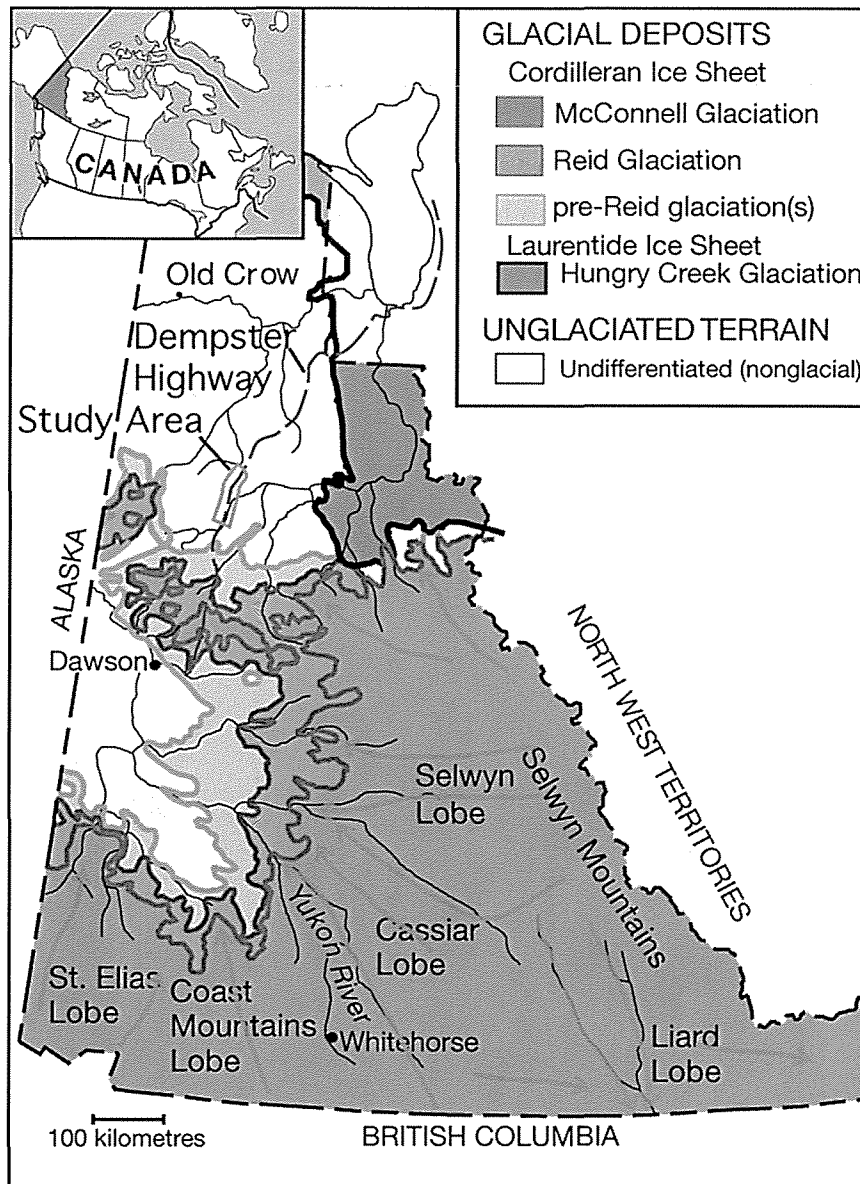 CANADA
GLACIAL DEPOSITS
Cordilleran Ice Sheet
McConnell Glaciation
Reid Glaciation
pre-Reid glaciation(s)
Laurentide Ice Sheet
Hungry Creek Glaciation
UNGLACIATED TERRAIN
Undifferentiated (nonglacial)
Old Crow
Dempster
Highway
Study Area
ALASKA
Dawson
NORTH WEST TERRITORIES
Selwyn
Lobe
Selwyn Mountains
Yukon River
Cassiar
Lobe
St. Elias
Lobe
Coast
Mountains
Lobe
Whitehorse
Liard
Lobe
100 kilometres
BRITISH COLUMBIA